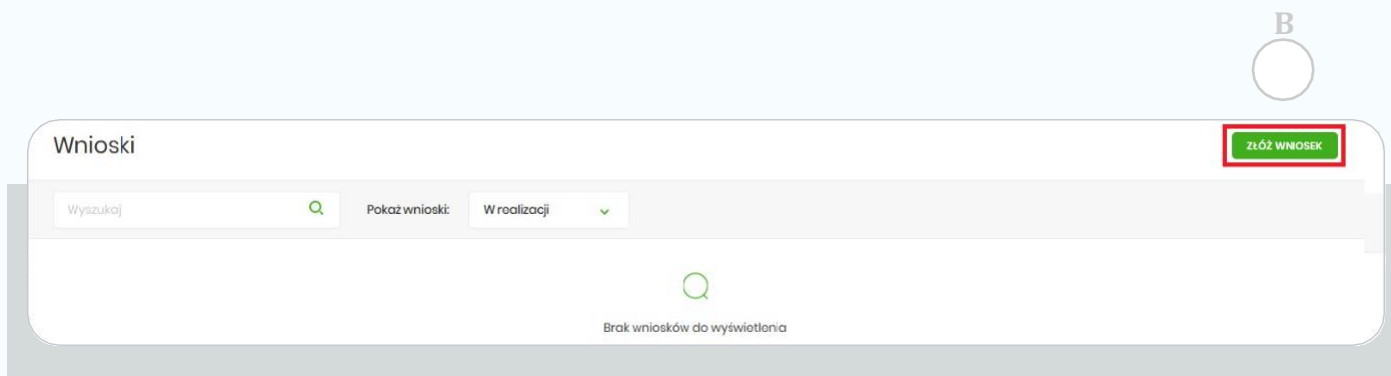 B
Wnioski
ZŁÓŻ WNIOSEK
Wyszukaj
Pokaż wnioski:
W realizacji
Brak wniosków do wyświetlenia